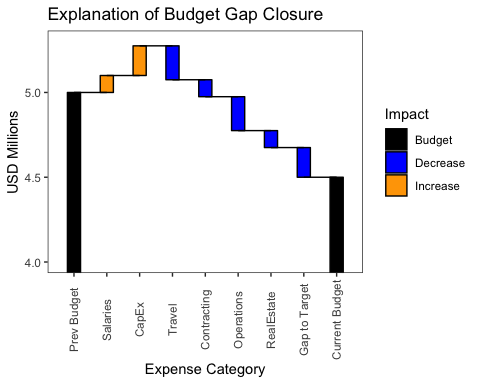 Explanation of Budget Gap Closure
USD Millions
5.0
4.5
4.0
Prev Budget
Salaries
CapEx
Travel
Contracting
Operations
RealEstate
Gap to Target
Current Budget
Expense Category
Impact
Budget
Decrease
Increase